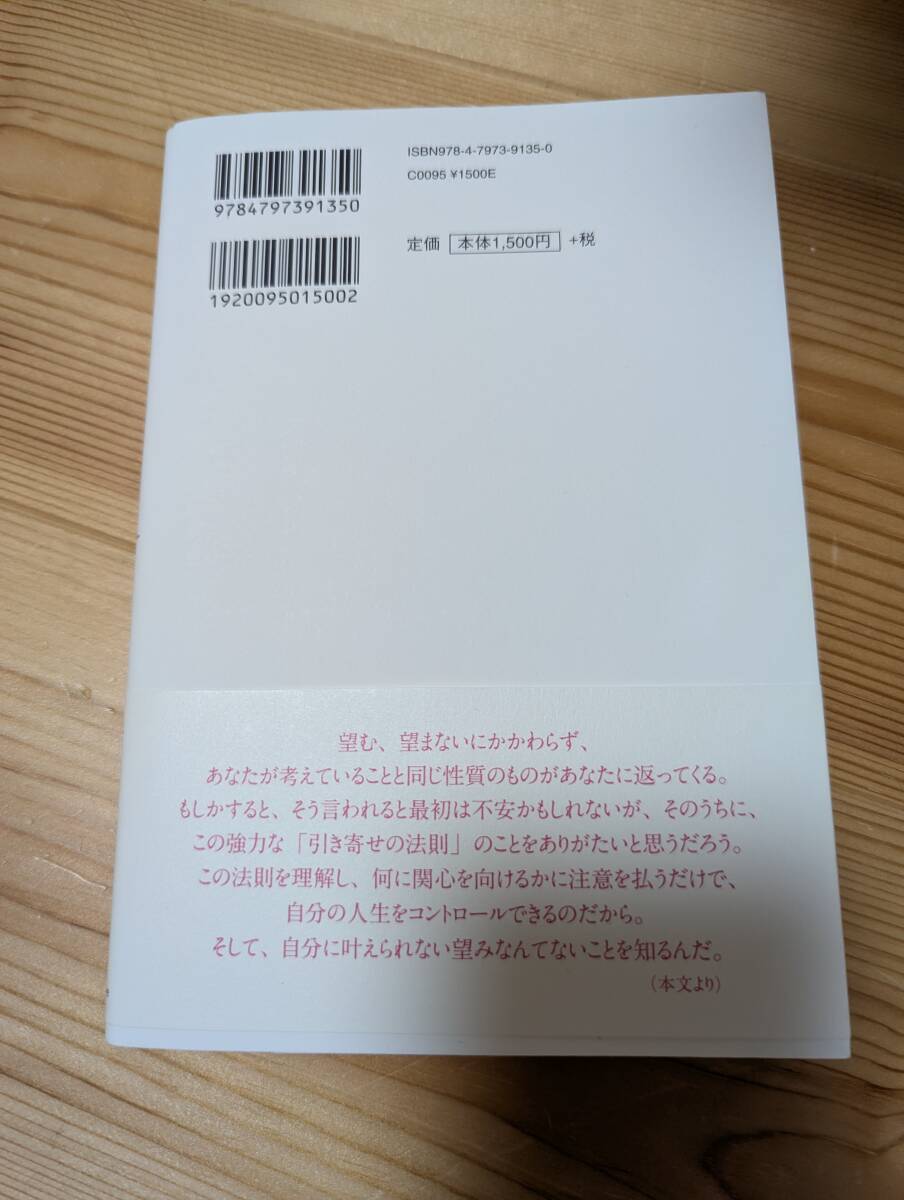 ISBN978-4-7973-9135-0
C0095 ¥1500E
9784797391350
定価 本体1,500円 +税
1920095015002
望む、望まないにかかわらず、
あなたが考えていることと同じ性質のものがあなたに返ってくる。
もしかすると、そう言われると最初は不安かもしれないが、そのうちに、
この強力な「引き寄せの法則」のことをありがたいと思うだろう。
この法則を理解し、何に関心を向けるかに注意を払うだけで、
自分の人生をコントロールできるのだから。
そして、自分に叶えられない望みなんてないことを知るんだ。
（本文より）